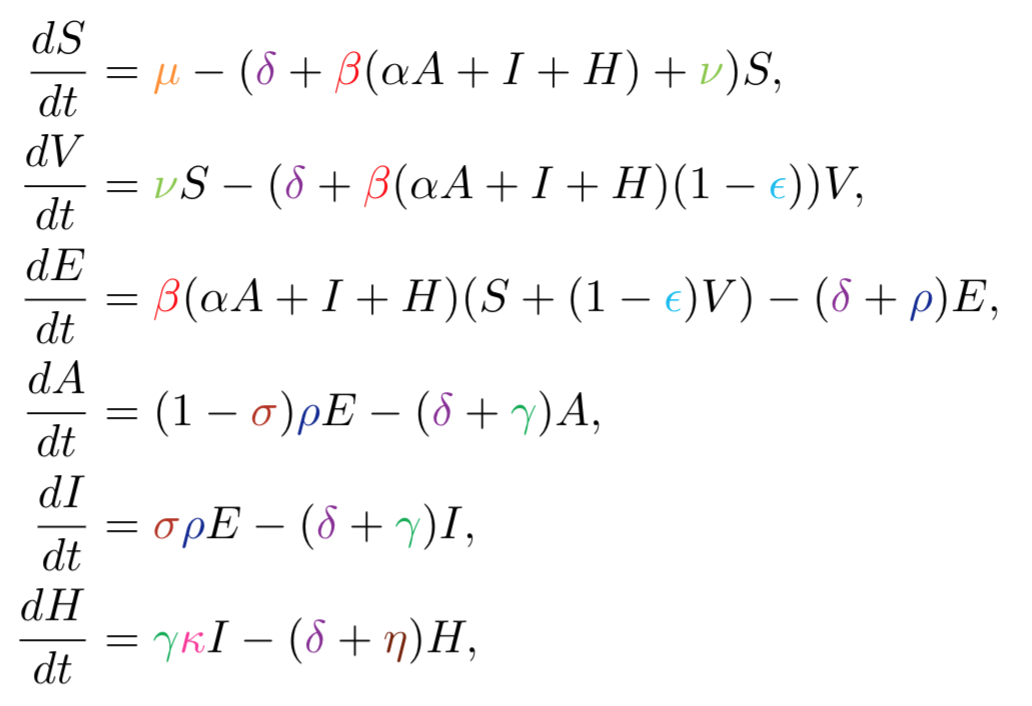 dS/dt = μ − (δ + β(αA + I + H) + ν)S,
dV/dt = νS − (δ + β(αA + I + H)(1 − ϵ))V,
dE/dt = β(αA + I + H)(S + (1 − ϵ)V) − (δ + ρ)E,
dA/dt = (1 − σ)ρE − (δ + γ)A,
dI/dt = σρE − (δ + γ)I,
dH/dt = γκI − (δ + η)H,